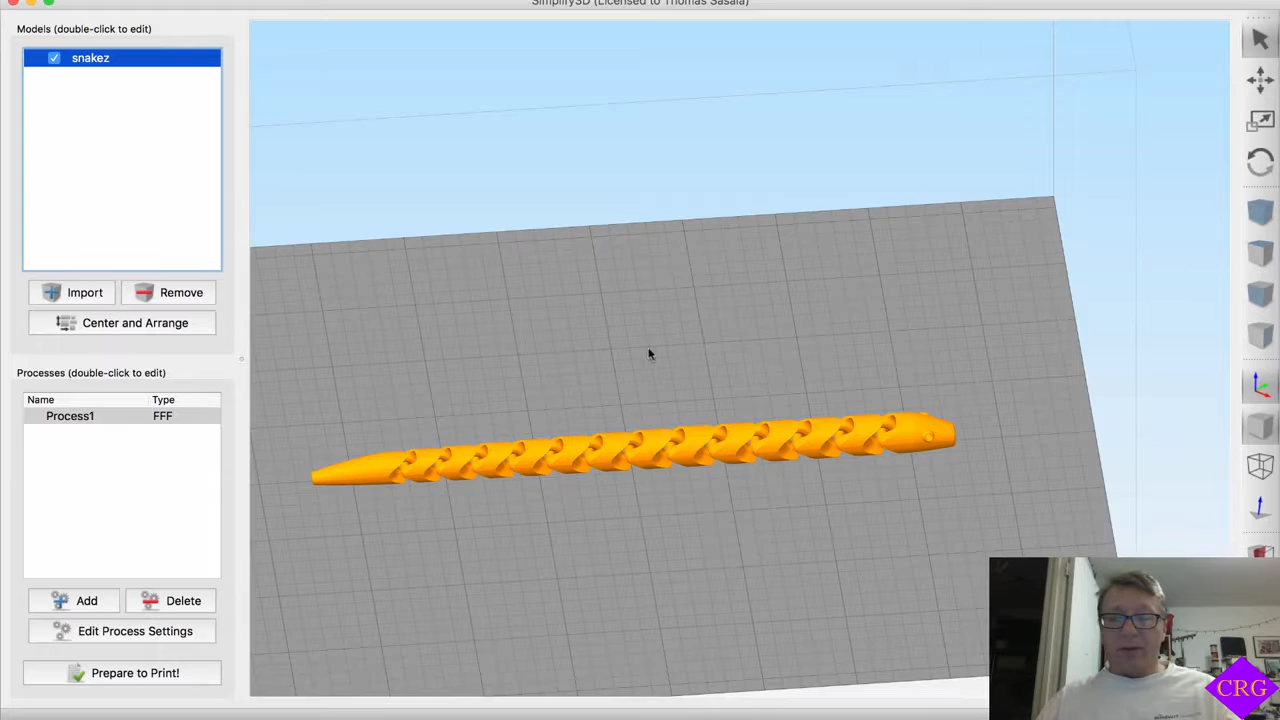 Simplify3D (Licensed to Thomas Sasala)
Models (double-click to edit)
snakez
Import
Remove
Center and Arrange
Processes (double-click to edit)
Name Type
Process1 FFF
Add
Delete
Edit Process Settings
Prepare to Print!
CRG